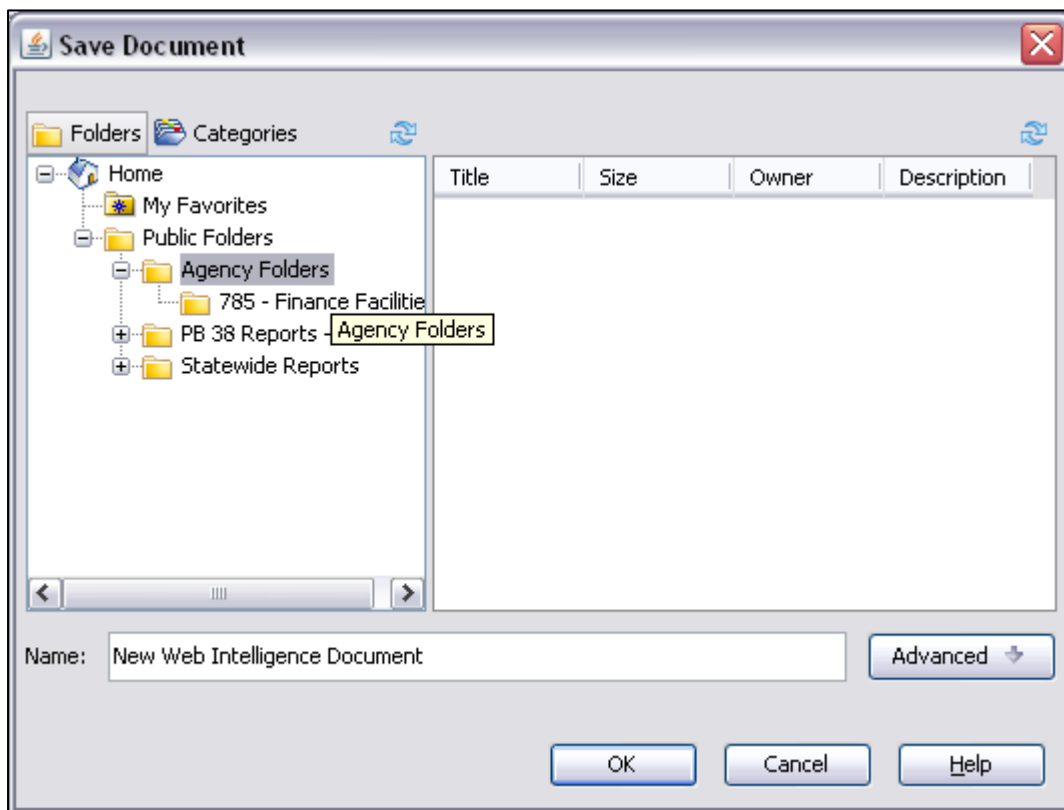 Save Document
Folders Categories
Home
My Favorites
Public Folders
Agency Folders
785 - Finance Facilitie
PB 38 Reports -
Agency Folders
Statewide Reports
Title Size Owner Description
Name: New Web Intelligence Document Advanced
OK Cancel Help